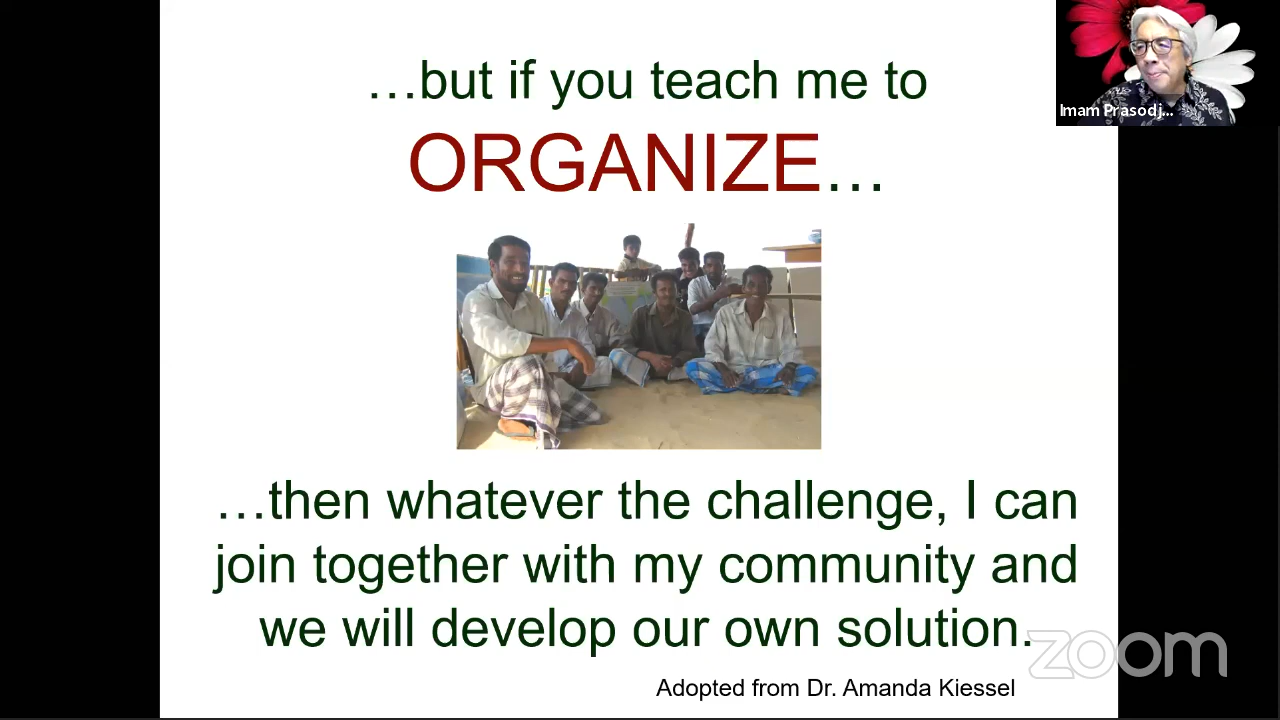 …but if you teach me to
ORGANIZE…
Imam Prasodj...
…then whatever the challenge, I can
join together with my community and
we will develop our own solution.
zoom
Adopted from Dr. Amanda Kiessel